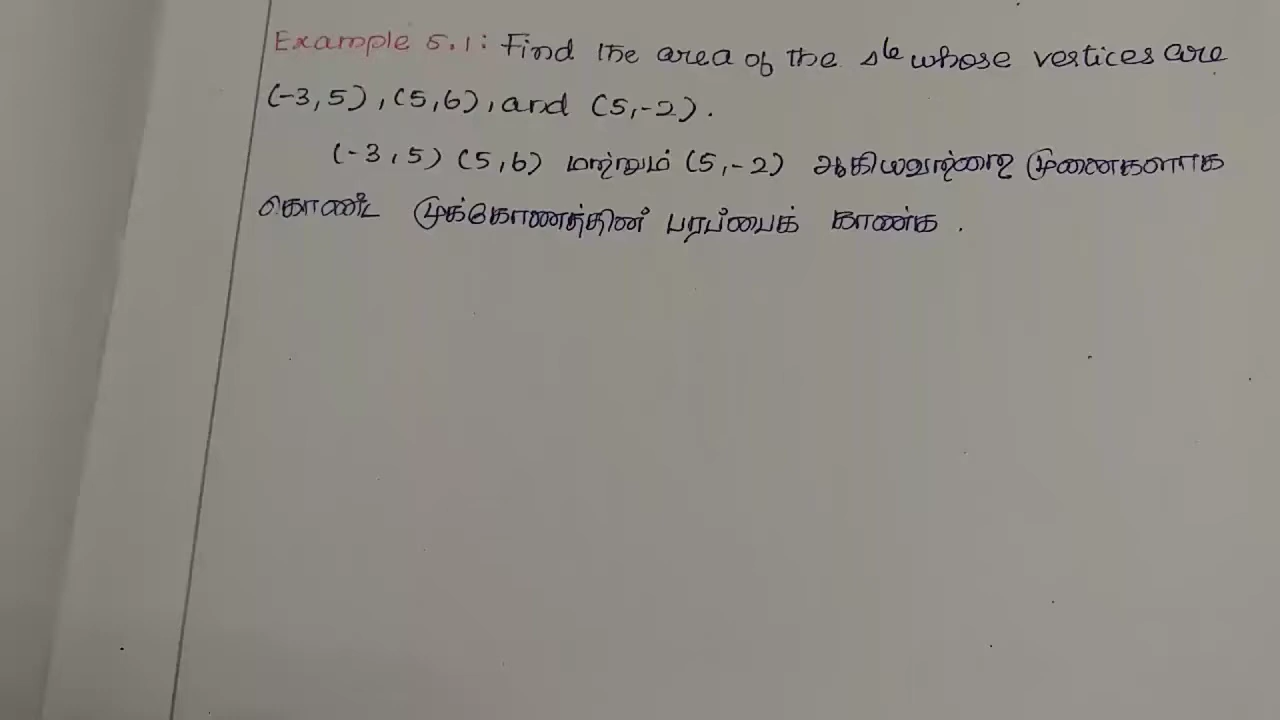 Example 5.1: Find the area of the Δle whose vertices are
(-3,5), (5,6), and (5,-2).
(-3,5) (5,6) மற்றும் (5,-2) ஆகியவற்றை முனைகளாக
கொண்ட முக்கோணத்தின் பரப்பைக் காண்க.